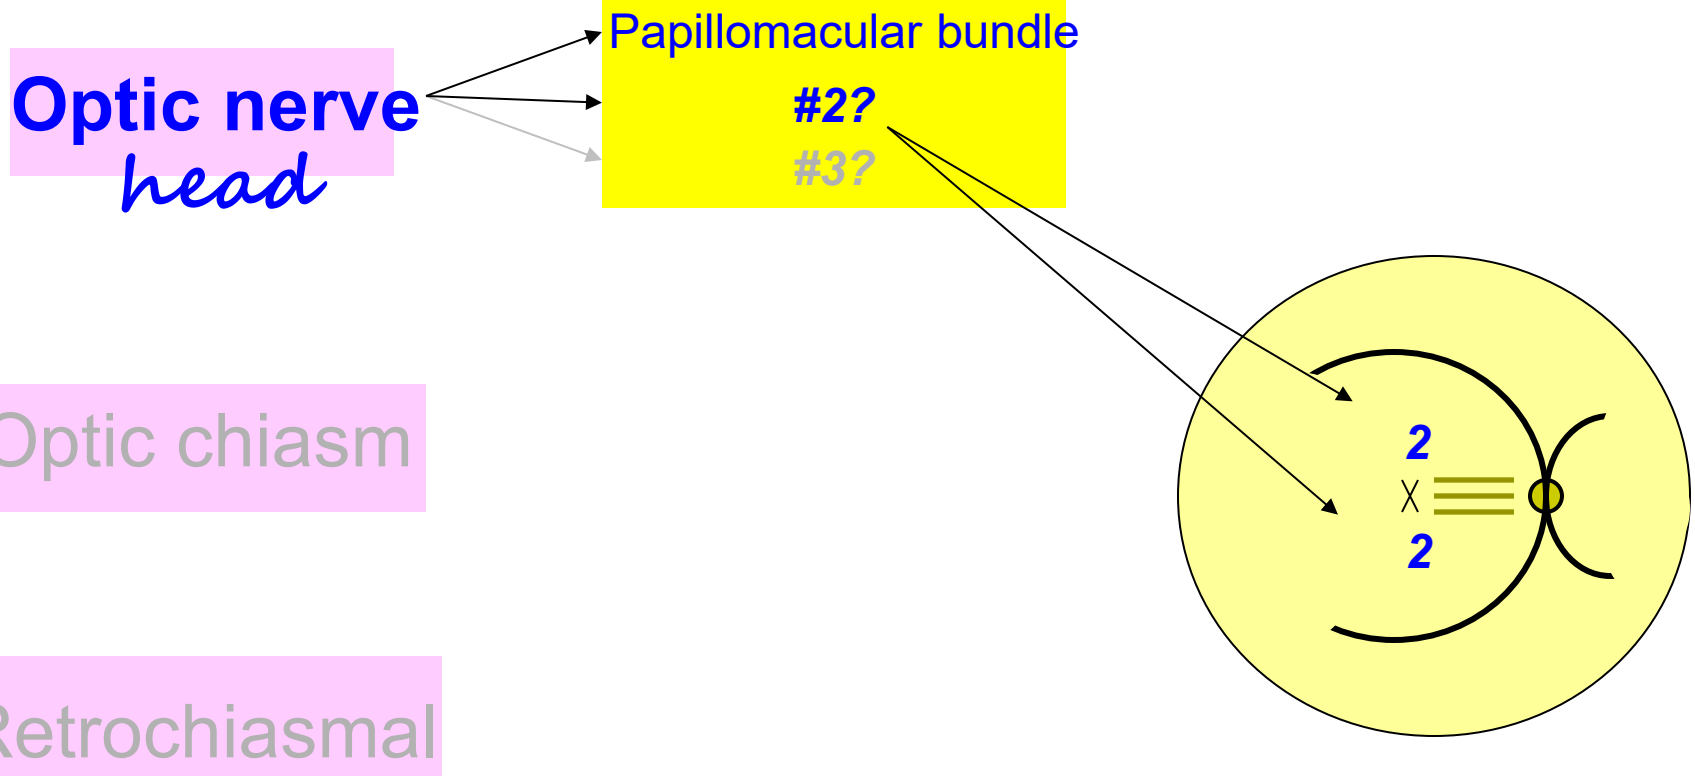 Papillomacular bundle
Optic nerve
head
#2?
#3?
2
X
2
Optic chiasm
Retrochiasmal